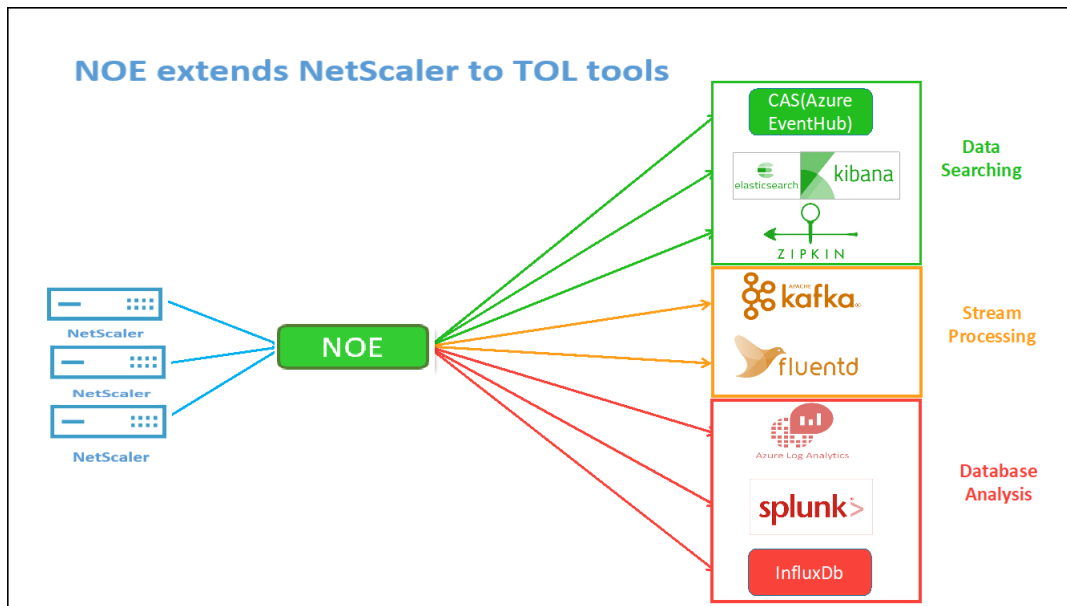 NOE extends NetScaler to TOL tools
CAS(Azure
EventHub)
Data
Searching
elasticsearch
kibana
ZIPKIN
NetScaler
NetScaler
NetScaler
NOE
APACHE
kafka®
fluentd
Stream
Processing
Azure Log Analytics
splunk>
InfluxDb
Database
Analysis